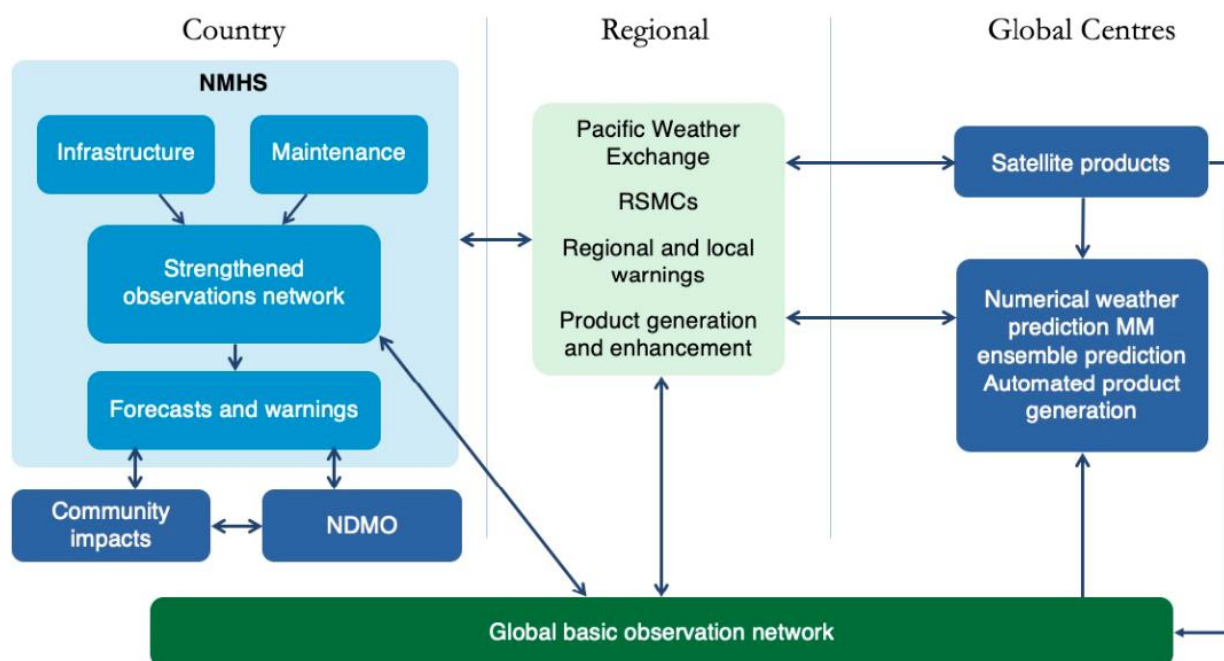 Country
Regional
Global Centres
NMHS
Infrastructure
Maintenance
Strengthened
observations network
Forecasts and warnings
Community
impacts
NDMO
Pacific Weather
Exchange
RSMCs
Regional and local
warnings
Product generation
and enhancement
Satellite products
Numerical weather
prediction MM
ensemble prediction
Automated product
generation
Global basic observation network